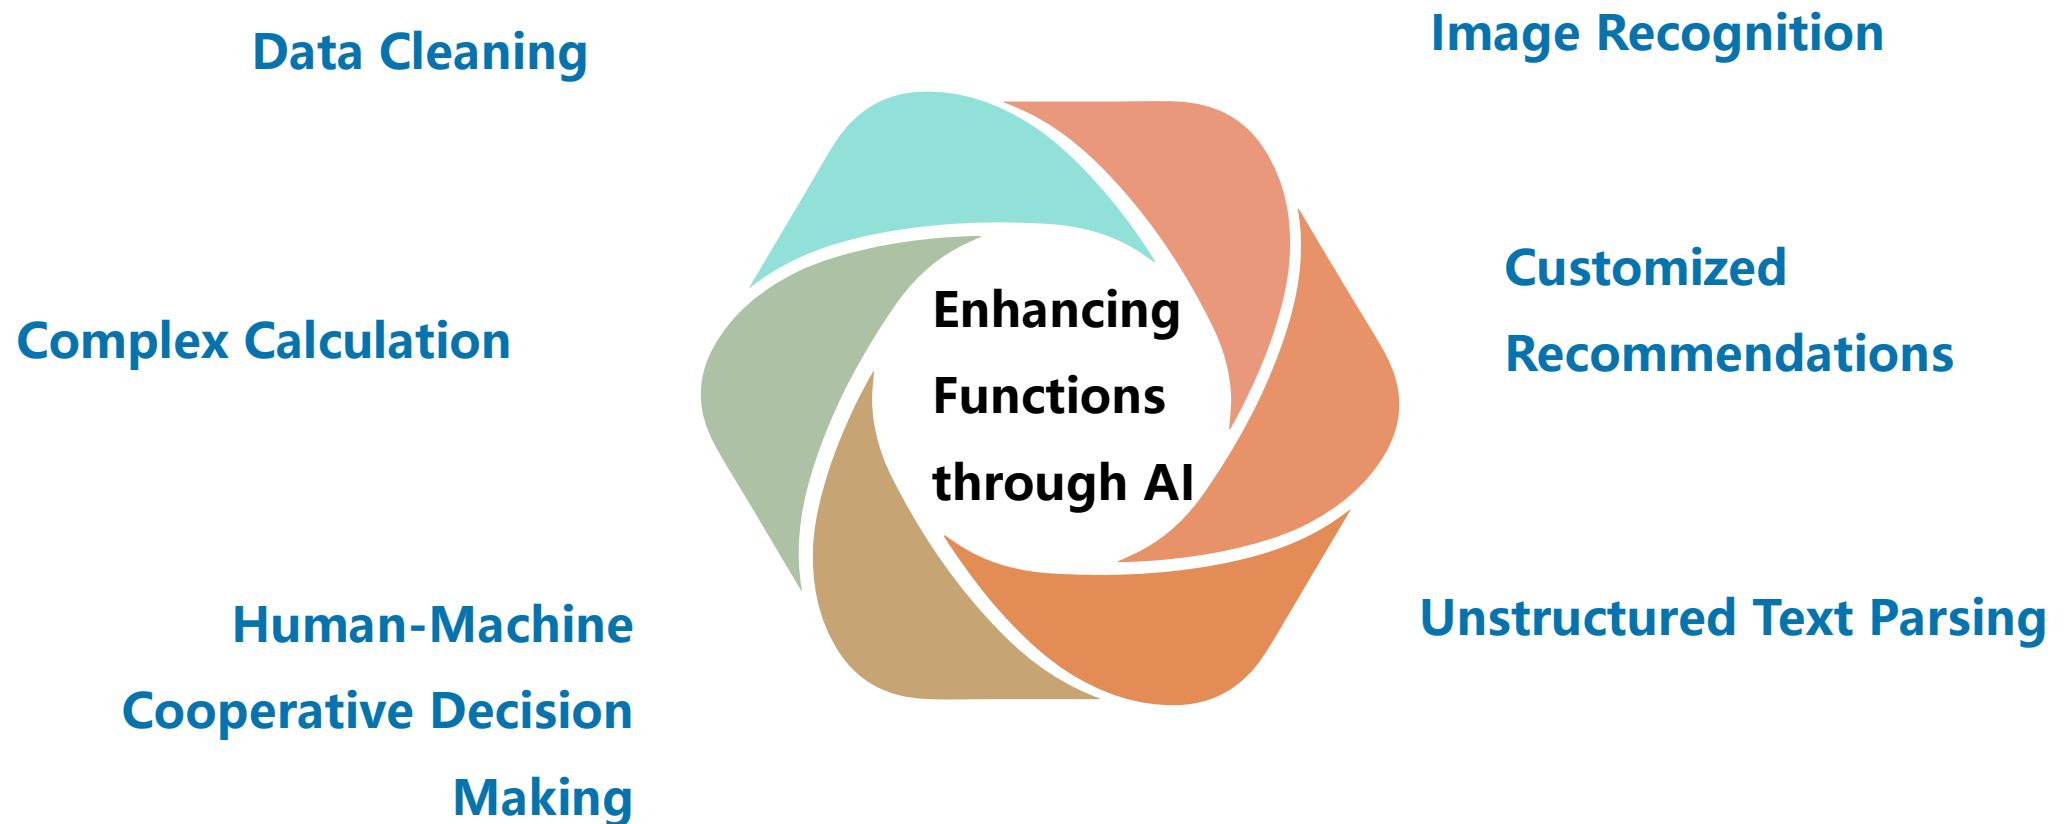 Data Cleaning
Image Recognition
Complex Calculation
Enhancing
Functions
through AI
Customized
Recommendations
Human-Machine
Cooperative Decision
Making
Unstructured Text Parsing